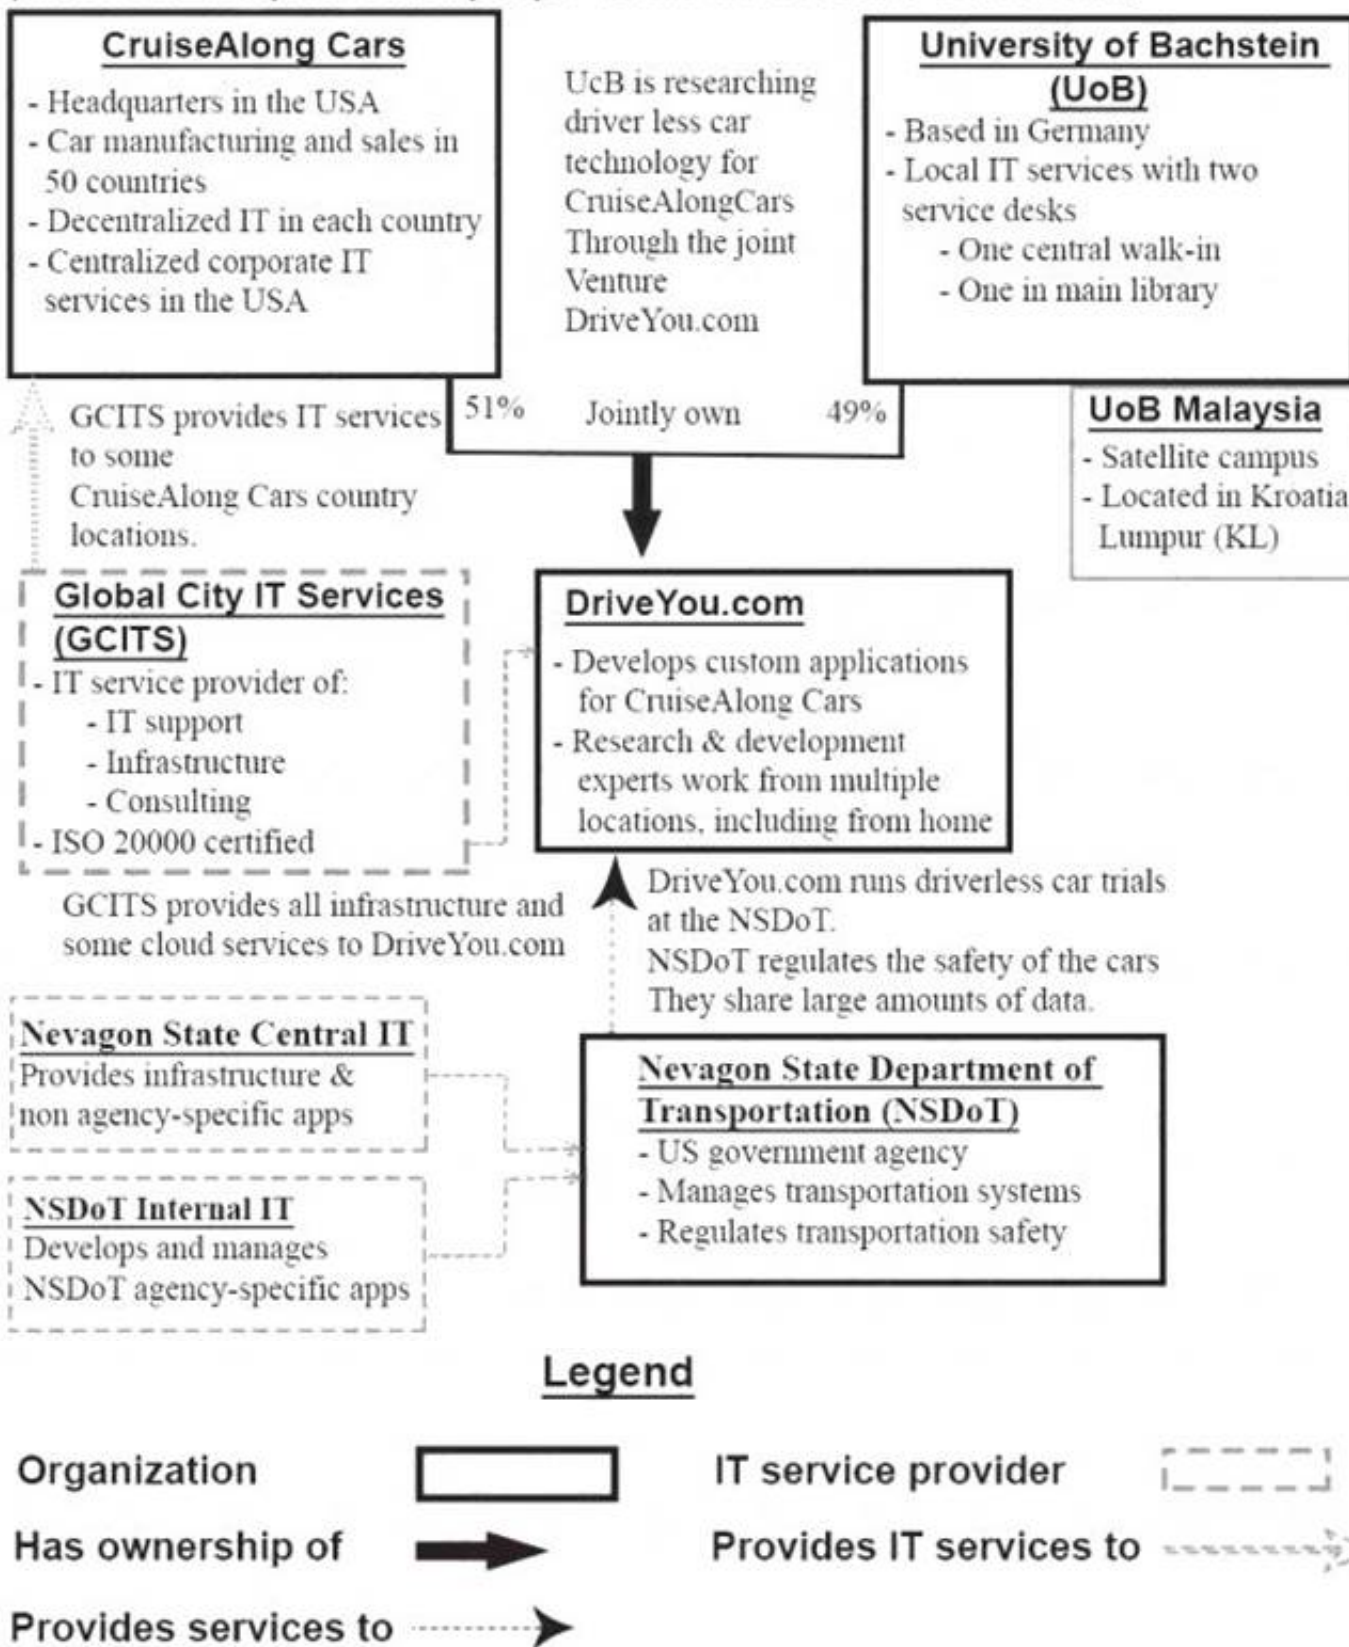 CruiseAlong Cars
- Headquarters in the USA
- Car manufacturing and sales in
50 countries
- Decentralized IT in each country
- Centralized corporate IT
services in the USA
UcB is researching
driver less car
technology for
CruiseAlongCars
Through the joint
Venture
DriveYou.com
University of Bachstein
(UoB)
- Based in Germany
- Local IT services with two
service desks
- One central walk-in
- One in main library
51% Jointly own 49%
UoB Malaysia
- Satellite campus
- Located in Kroatia
Lumpur (KL)
GCITS provides IT services
to some
CruiseAlong Cars country
locations.
Global City IT Services
(GCITS)
- IT service provider of:
- IT support
- Infrastructure
- Consulting
- ISO 20000 certified
DriveYou.com
- Develops custom applications
for CruiseAlong Cars
- Research & development
experts work from multiple
locations, including from home
GCITS provides all infrastructure and
some cloud services to DriveYou.com
DriveYou.com runs driverless car trials
at the NSDoT.
NSDoT regulates the safety of the cars
They share large amounts of data.
Nevagon State Central IT
Provides infrastructure &
non agency-specific apps
NSDoT Internal IT
Develops and manages
NSDoT agency-specific apps
Nevagon State Department of
Transportation (NSDoT)
- US government agency
- Manages transportation systems
- Regulates transportation safety
Legend
Organization
IT service provider
Has ownership of
Provides IT services to
Provides services to